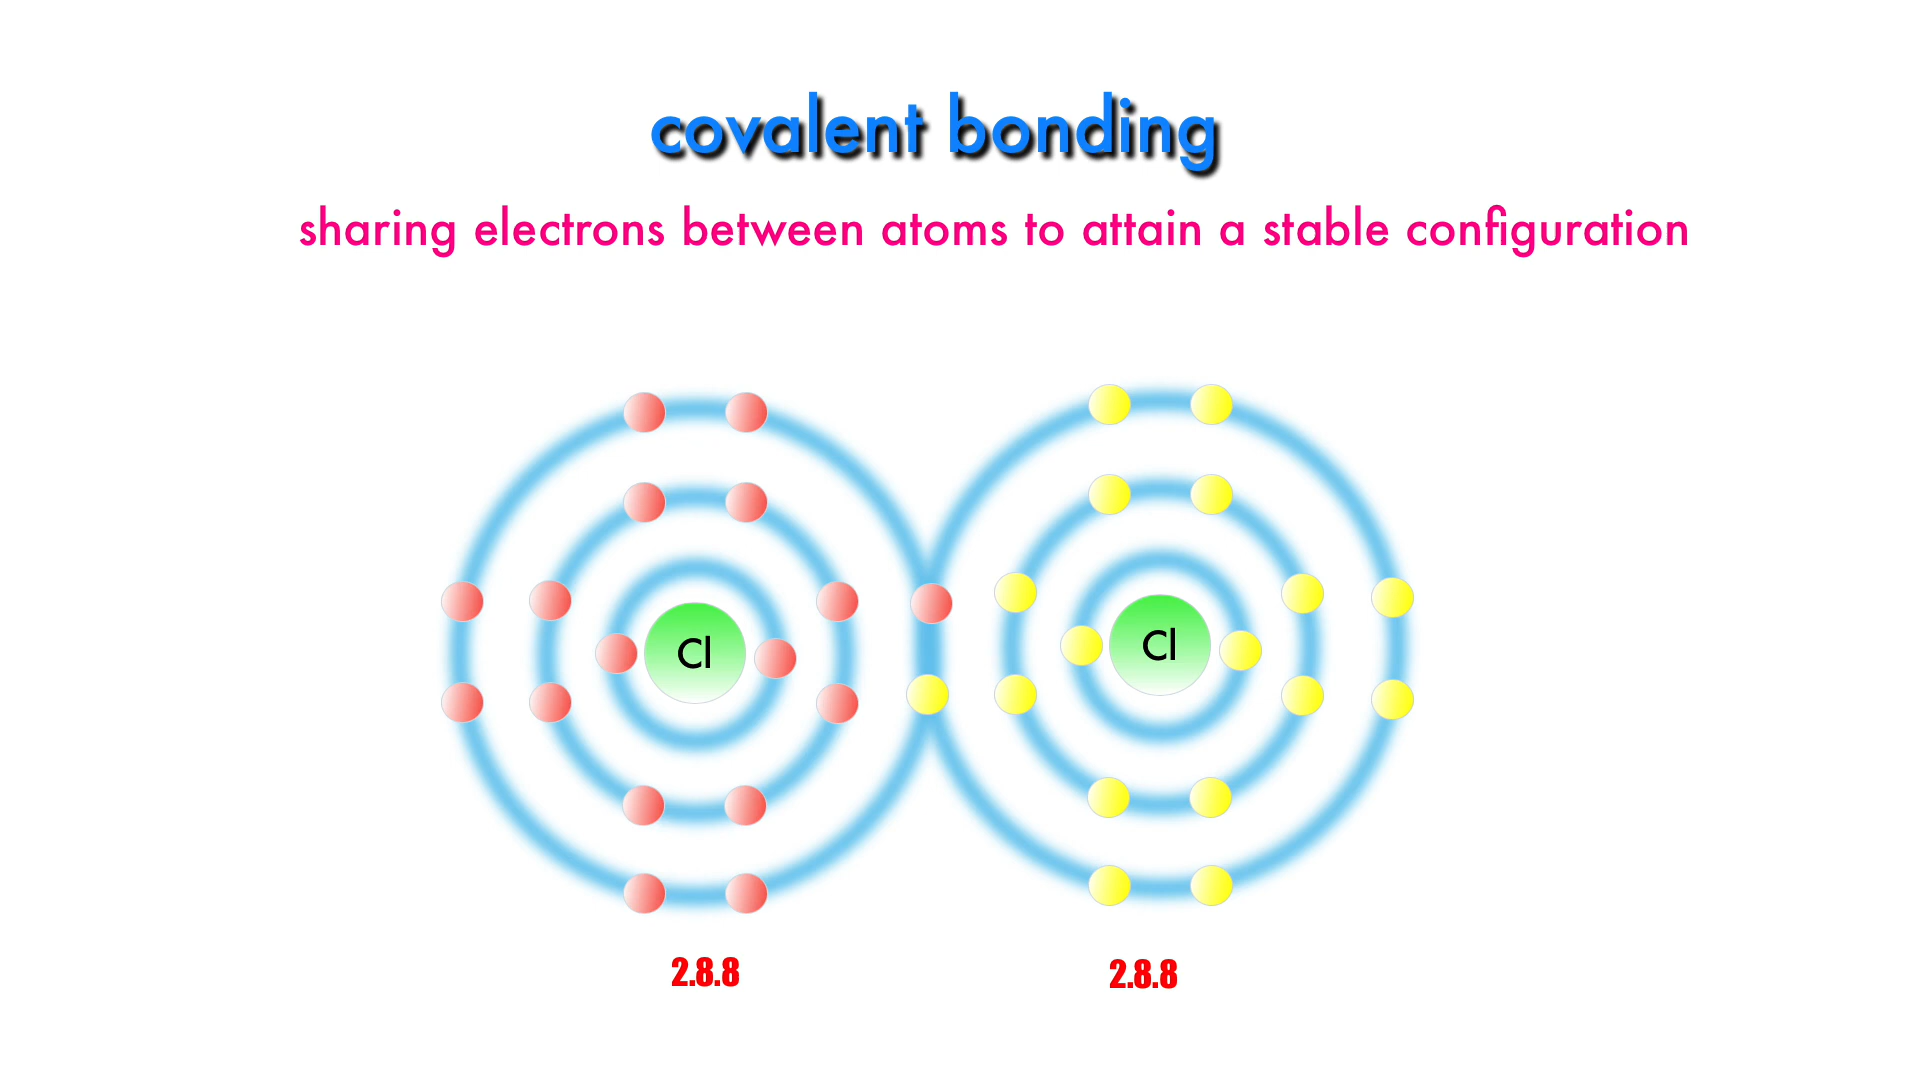 covalent bonding
sharing electrons between atoms to attain a stable configuration
Cl
Cl
2.8.8
2.8.8